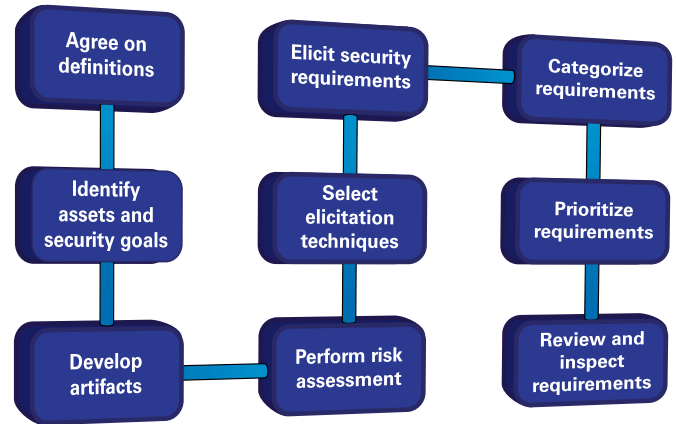 Agree on
definitions
Identify
assets and
security goals
Develop
artifacts
Perform risk
assessment
Select
elicitation
techniques
Elicit security
requirements
Categorize
requirements
Prioritize
requirements
Review and
inspect
requirements